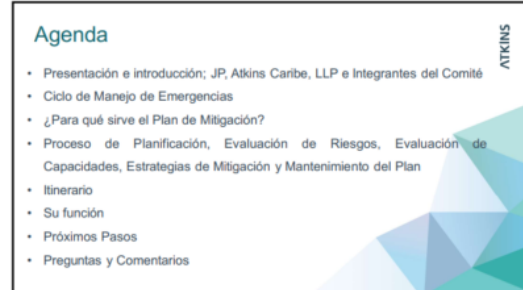 Agenda
ATKINS
• Presentación e introducción; JP, Atkins Caribe, LLP e Integrantes del Comité
• Ciclo de Manejo de Emergencias
• ¿Para qué sirve el Plan de Mitigación?
• Proceso de Planificación, Evaluación de Riesgos, Evaluación de
Capacidades, Estrategias de Mitigación y Mantenimiento del Plan
• Itinerario
• Su función
• Próximos Pasos
• Preguntas y Comentarios